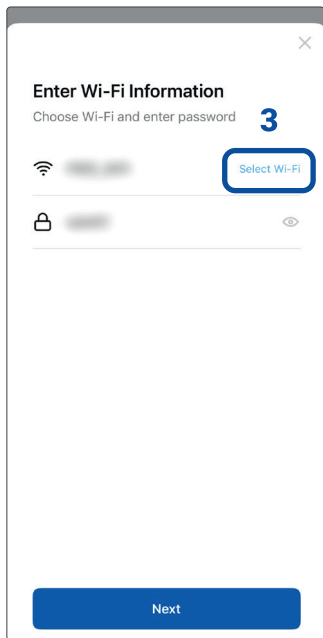 Enter Wi-Fi Information
Choose Wi-Fi and enter password
3
Select Wi-Fi
Next